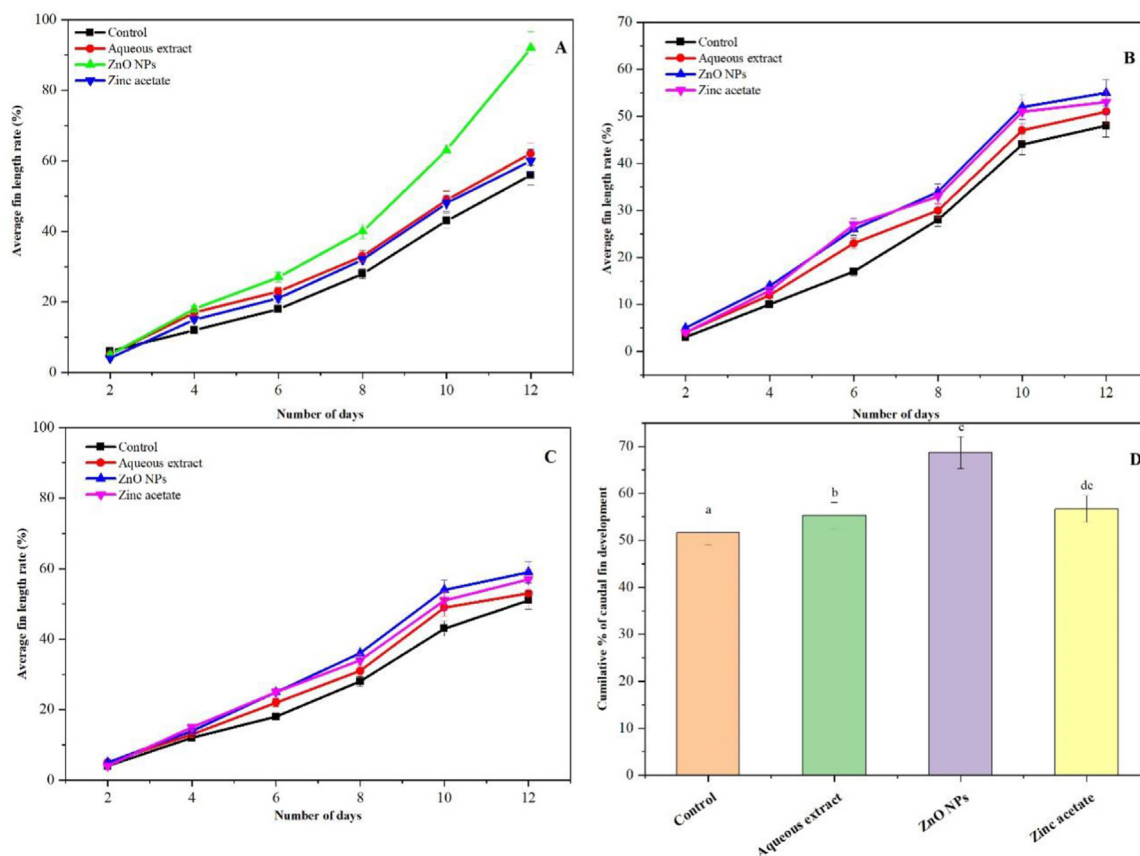 A
Control
Aqueous extract
ZnO NPs
Zinc acetate
Average fin length rate (%)
100
80
60
40
20
0
2 4 6 8 10 12
Number of days
B
Control
Aqueous extract
ZnO NPs
Zinc acetate
Average fin length rate (%)
70
60
50
40
30
20
10
0
2 4 6 8 10 12
Number of days
C
Control
Aqueous extract
ZnO NPs
Zinc acetate
Average fin length rate (%)
100
80
60
40
20
0
2 4 6 8 10 12
Number of days
D
Cumilative % of caudal fin development
70
60
50
40
30
20
10
0
a
b
c
dc
Control
Aqueous extract
ZnO NPs
Zinc acetate